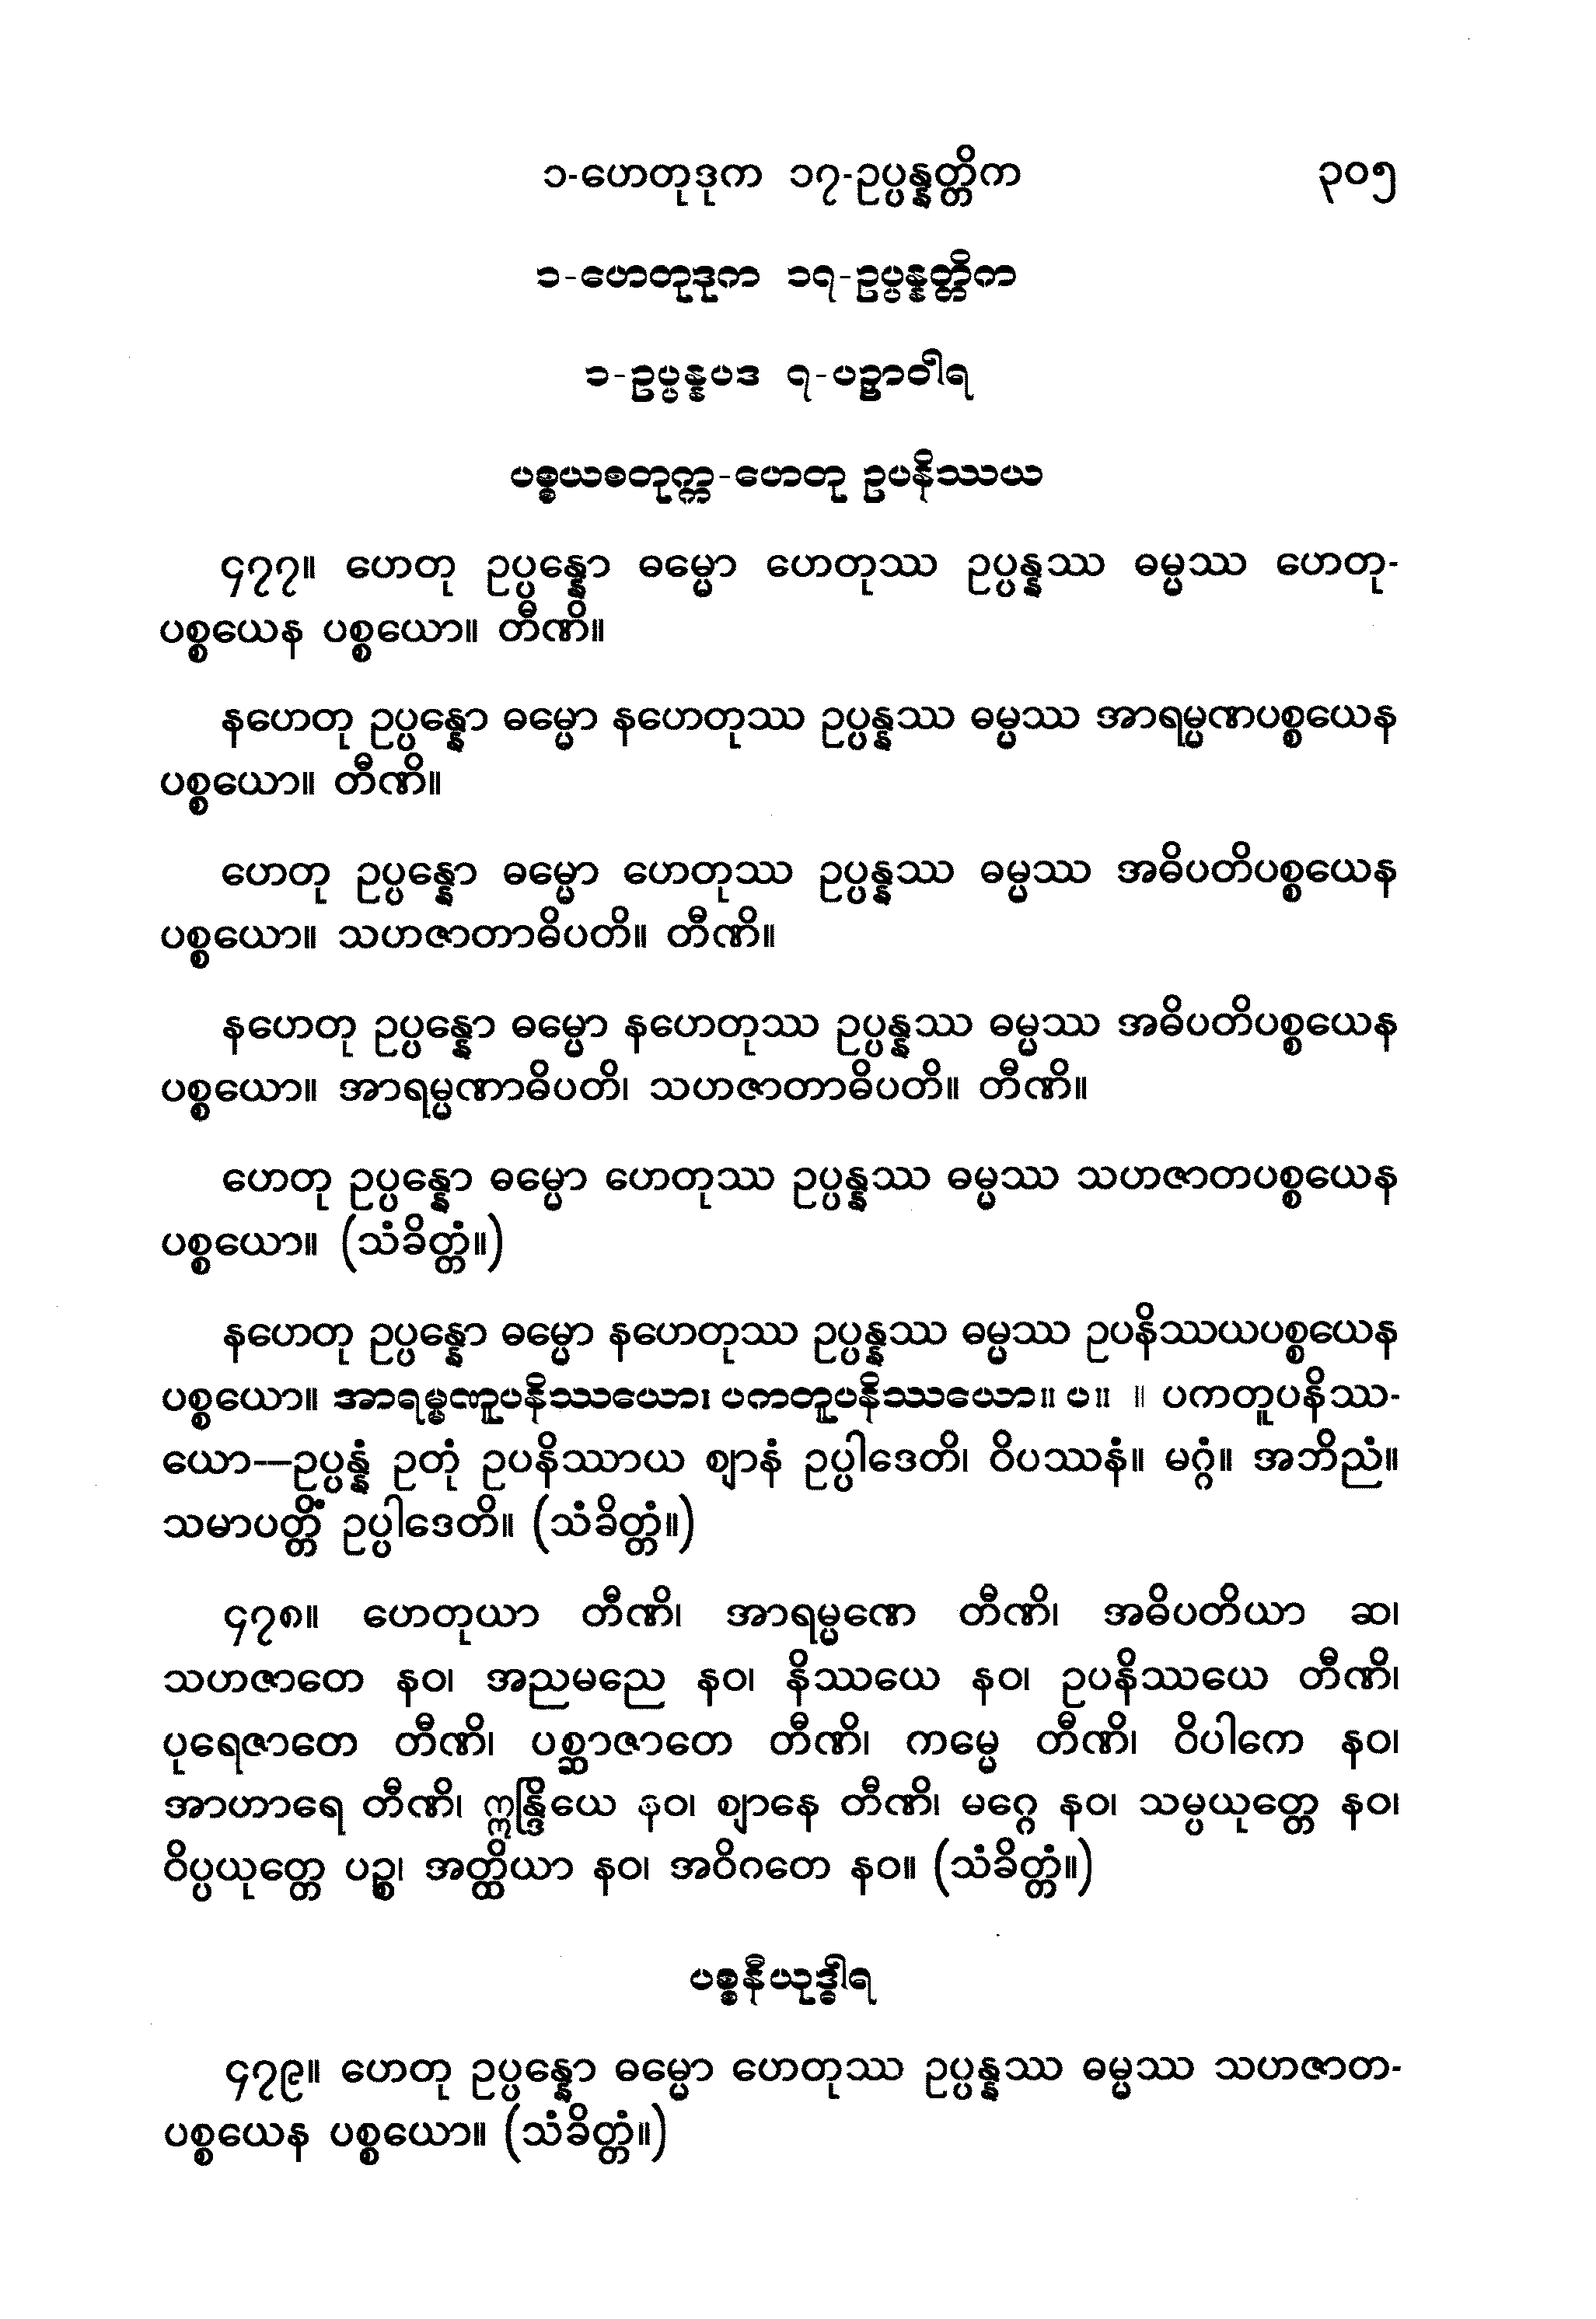 ၁-ဟေတုဒုက ၁၇-ဥပ္ပန္နတ္တိက ၃၀၅
၁-ဟေတုဒုက ၁၇-ဥပ္ပန္နတ္တိက
၁-ဥပ္ပန္နပဒ ၇-ပဉှာဝါရ
ပစ္စယစတုက္က-ဟေတု ဥပနိဿယ
၄၇၇။ ဟေတု ဥပ္ပန္နော ဓမ္မော ဟေတုဿ ဥပ္ပန္နဿ ဓမ္မဿ ဟေတု-
ပစ္စယေန ပစ္စယော။ တီဏိ။
နဟေတု ဥပ္ပန္နော ဓမ္မော နဟေတုဿ ဥပ္ပန္နဿ ဓမ္မဿ အာရမ္မဏပစ္စယေန
ပစ္စယော။ တီဏိ။
ဟေတု ဥပ္ပန္နော ဓမ္မော ဟေတုဿ ဥပ္ပန္နဿ ဓမ္မဿ အဓိပတိပစ္စယေန
ပစ္စယော။ သဟဇာတာဓိပတိ။ တီဏိ။
နဟေတု ဥပ္ပန္နော ဓမ္မော နဟေတုဿ ဥပ္ပန္နဿ ဓမ္မဿ အဓိပတိပစ္စယေန
ပစ္စယော။ အာရမ္မဏာဓိပတိ၊ သဟဇာတာဓိပတိ။ တီဏိ။
ဟေတု ဥပ္ပန္နော ဓမ္မော ဟေတုဿ ဥပ္ပန္နဿ ဓမ္မဿ သဟဇာတပစ္စယေန
ပစ္စယော။ (သံခိတ္တံ။)
နဟေတု ဥပ္ပန္နော ဓမ္မော နဟေတုဿ ဥပ္ပန္နဿ ဓမ္မဿ ဥပနိဿယပစ္စယေန
ပစ္စယော။ အာရမ္မဏူပနိဿယော၊ ပကတူပနိဿယော။ ပ။ ။ ပကတူပနိဿ-
ယော—ဥပ္ပန္နံ ဥတုံ ဥပနိဿာယ ဈာနံ ဥပ္ပါဒေတိ၊ ဝိပဿနံ။ မဂ္ဂံ။ အဘိညံ။
သမာပတ္တိံ ဥပ္ပါဒေတိ။ (သံခိတ္တံ။)
၄၇၈။ ဟေတုယာ တီဏိ၊ အာရမ္မဏေ တီဏိ၊ အဓိပတိယာ ဆ၊
သဟဇာတေ နဝ၊ အညမညေ နဝ၊ နိဿယေ နဝ၊ ဥပနိဿယေ တီဏိ၊
ပုရေဇာတေ တီဏိ၊ ပစ္ဆာဇာတေ တီဏိ၊ ကမ္မေ တီဏိ၊ ဝိပါကေ နဝ၊
အာဟာရေ တီဏိ၊ ဣန္ဒြိယေ နဝ၊ ဈာနေ တီဏိ၊ မဂ္ဂေ နဝ၊ သမ္ပယုတ္တေ နဝ၊
ဝိပ္ပယုတ္တေ ပဉ္စ၊ အတ္ထိယာ နဝ၊ အဝိဂတေ နဝ။ (သံခိတ္တံ။)
ပစ္စနီယုဒ္ဓါရ
၄၇၉။ ဟေတု ဥပ္ပန္နော ဓမ္မော ဟေတုဿ ဥပ္ပန္နဿ ဓမ္မဿ သဟဇာတ-
ပစ္စယေန ပစ္စယော။ (သံခိတ္တံ။)